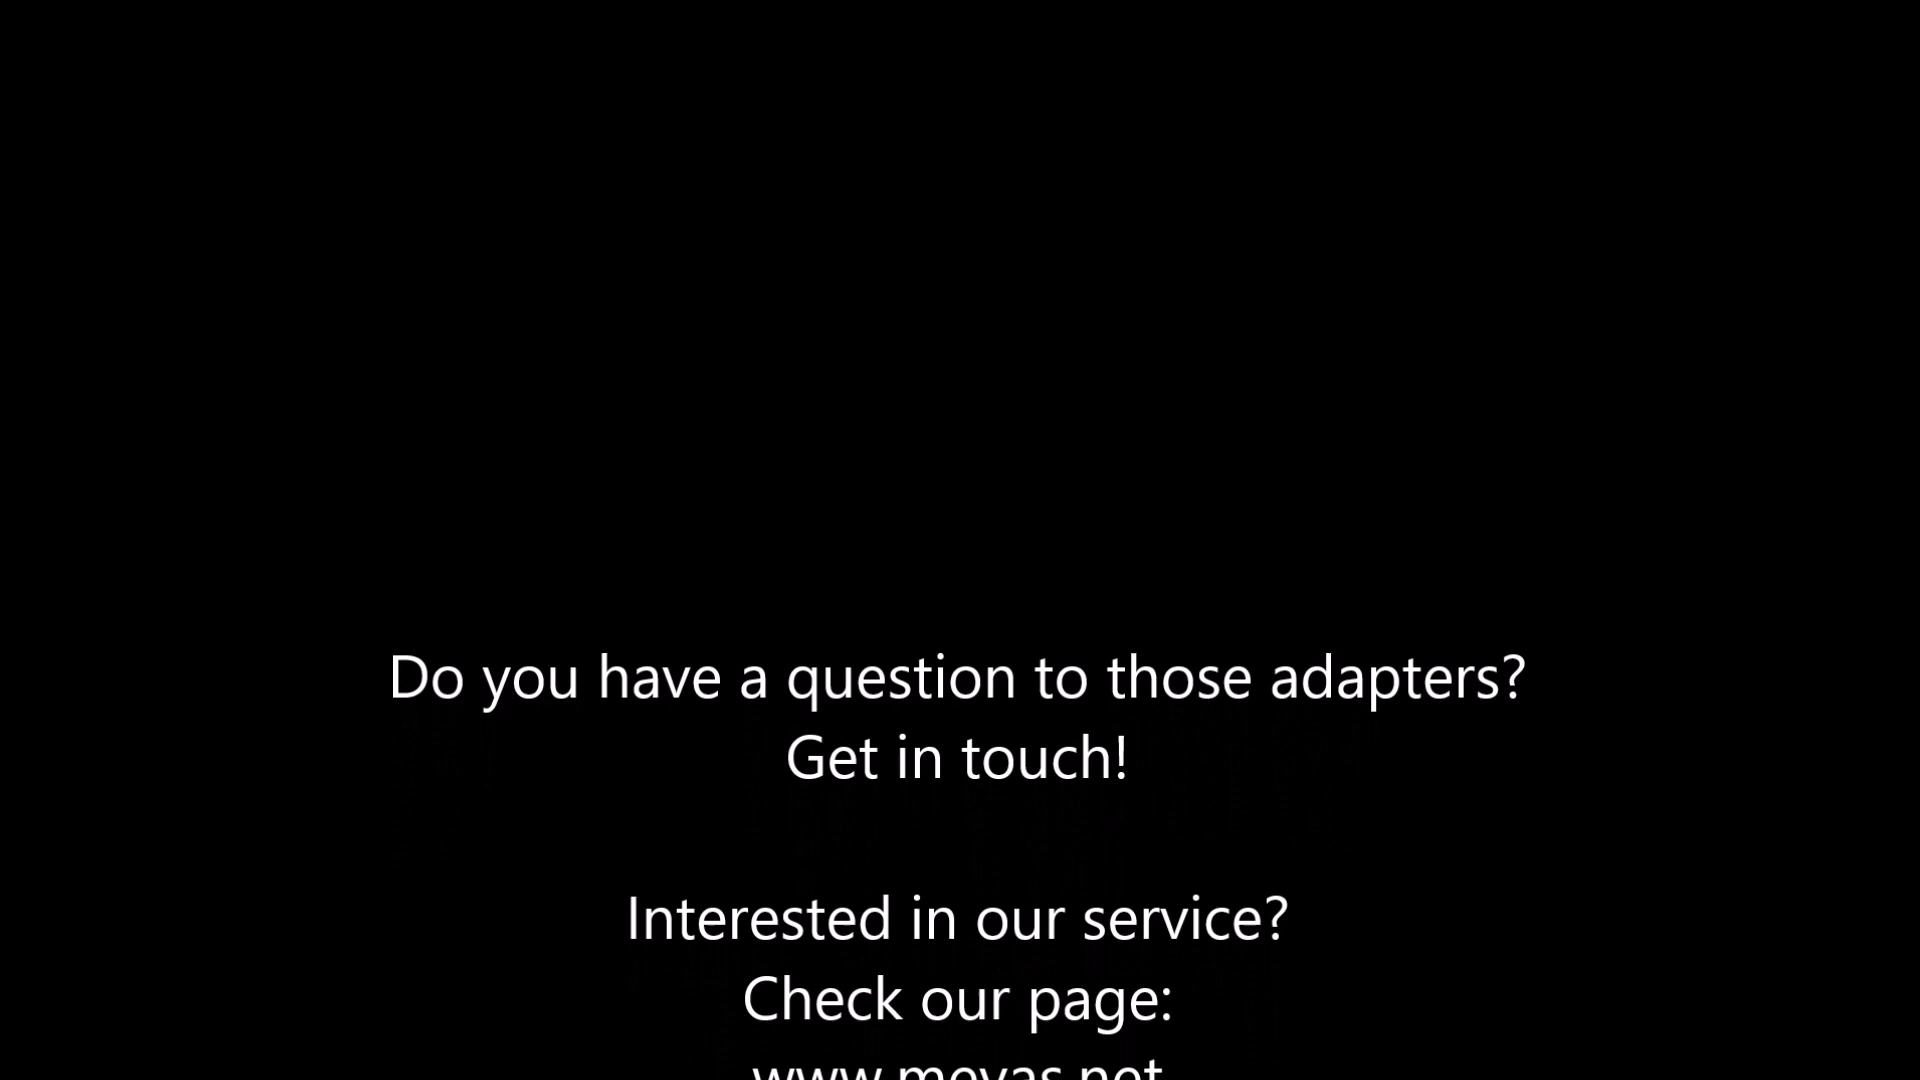 Do you have a question to those adapters?
Get in touch!
Interested in our service?
Check our page: